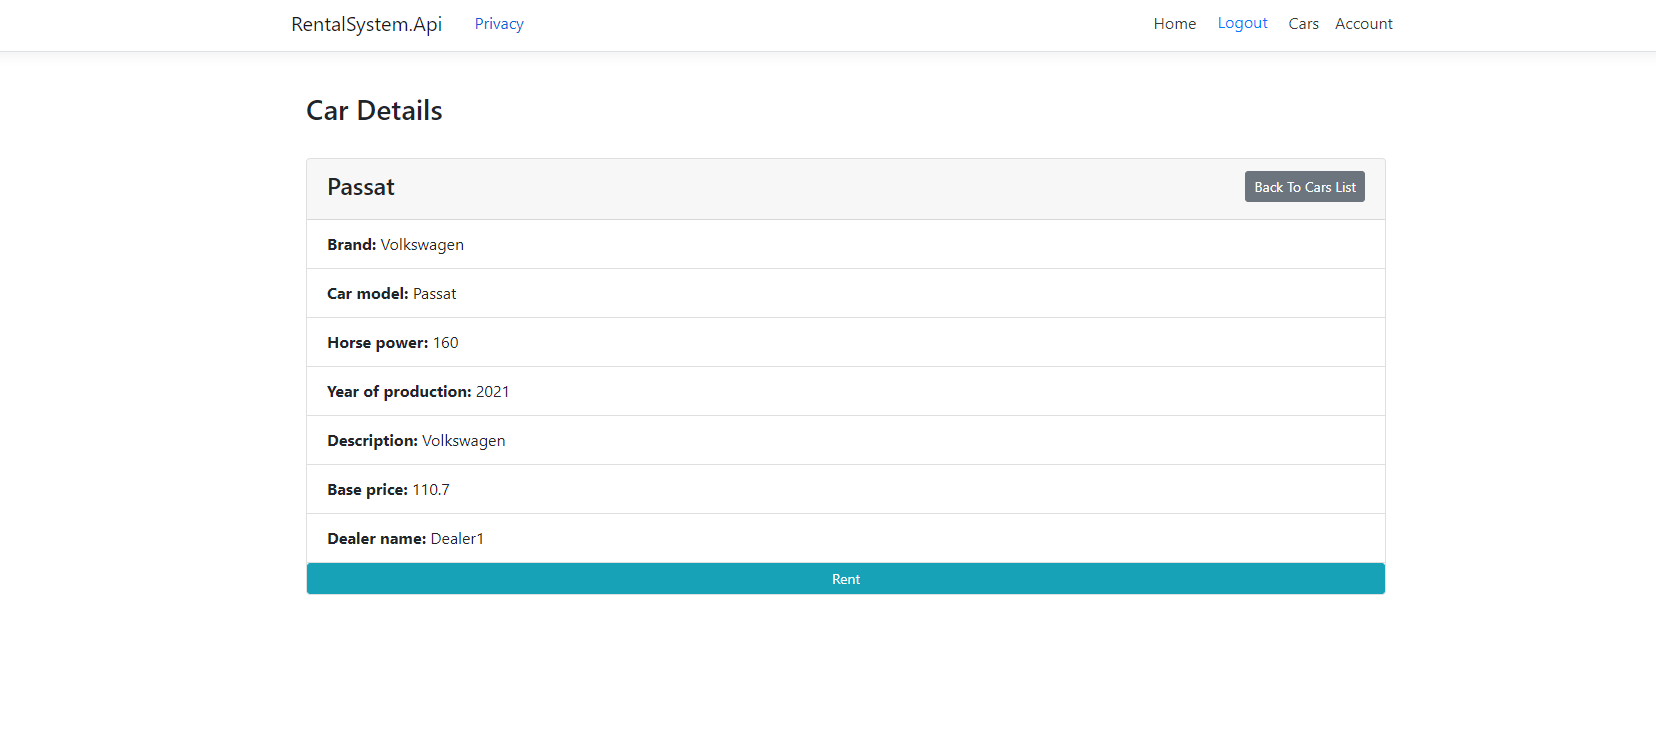 RentalSystem.Api Privacy Home Logout Cars Account
Car Details
Passat Back To Cars List
Brand: Volkswagen
Car model: Passat
Horse power: 160
Year of production: 2021
Description: Volkswagen
Base price: 110.7
Dealer name: Dealer1
Rent